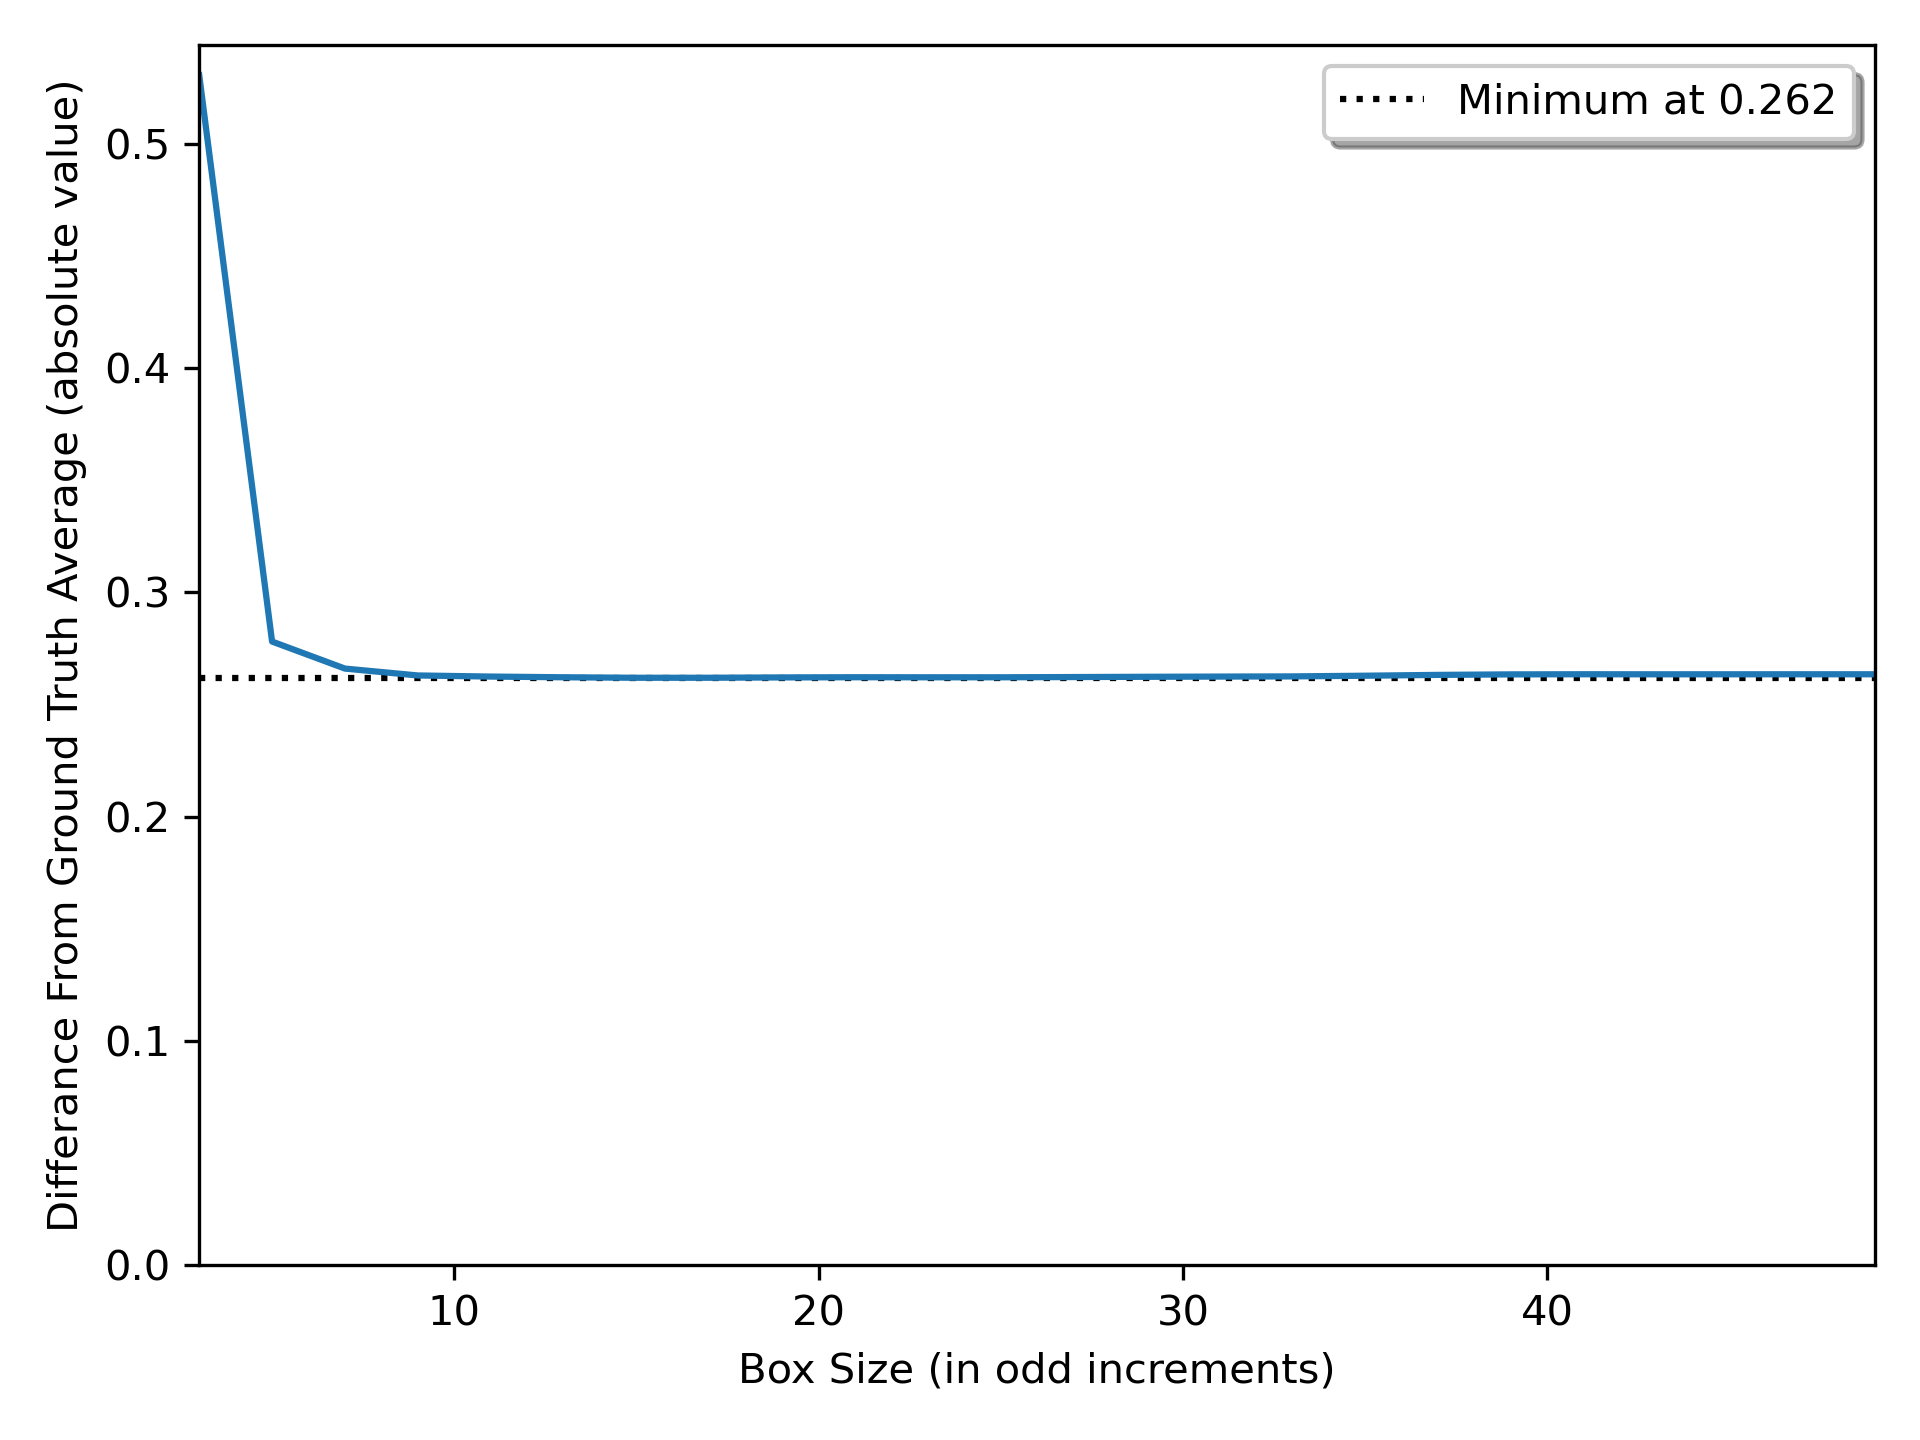 Minimum at 0.262
Differance From Ground Truth Average (absolute value)
0.5
0.4
0.3
0.2
0.1
0.0
10 20 30 40
Box Size (in odd increments)